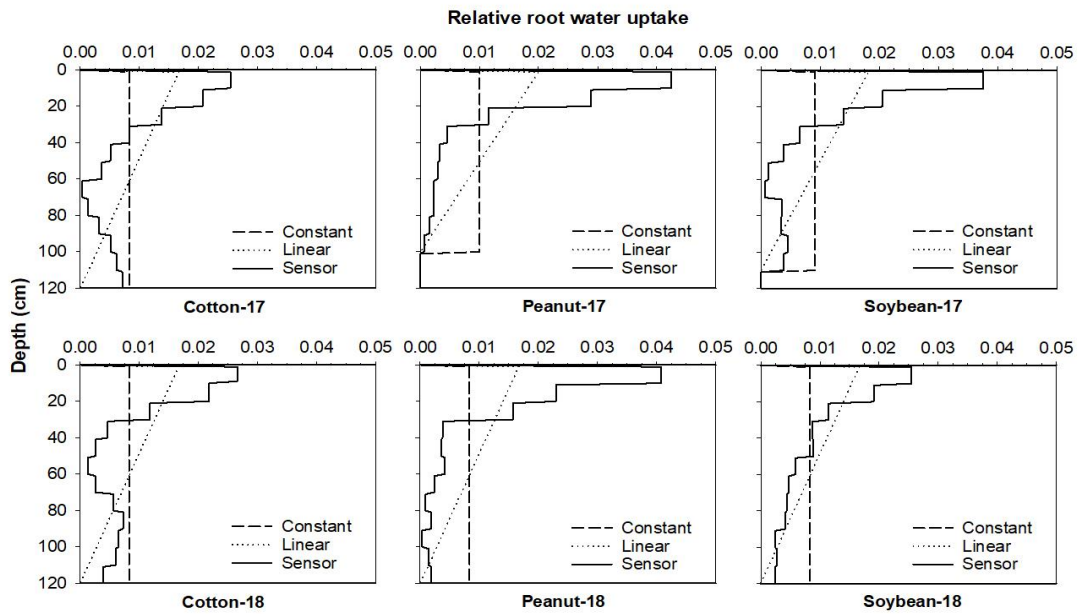 Relative root water uptake
0.00 0.01 0.02 0.03 0.04 0.05 0.00 0.01 0.02 0.03 0.04 0.05 0.00 0.01 0.02 0.03 0.04 0.05
0
20
40
60
80
100
120
Constant
Linear
Sensor
Constant
Linear
Sensor
Constant
Linear
Sensor
Cotton-17 Peanut-17 Soybean-17
Depth (cm)
0.00 0.01 0.02 0.03 0.04 0.05 0.00 0.01 0.02 0.03 0.04 0.05 0.00 0.01 0.02 0.03 0.04 0.05
0
20
40
60
80
100
120
Constant
Linear
Sensor
Constant
Linear
Sensor
Constant
Linear
Sensor
Cotton-18 Peanut-18 Soybean-18